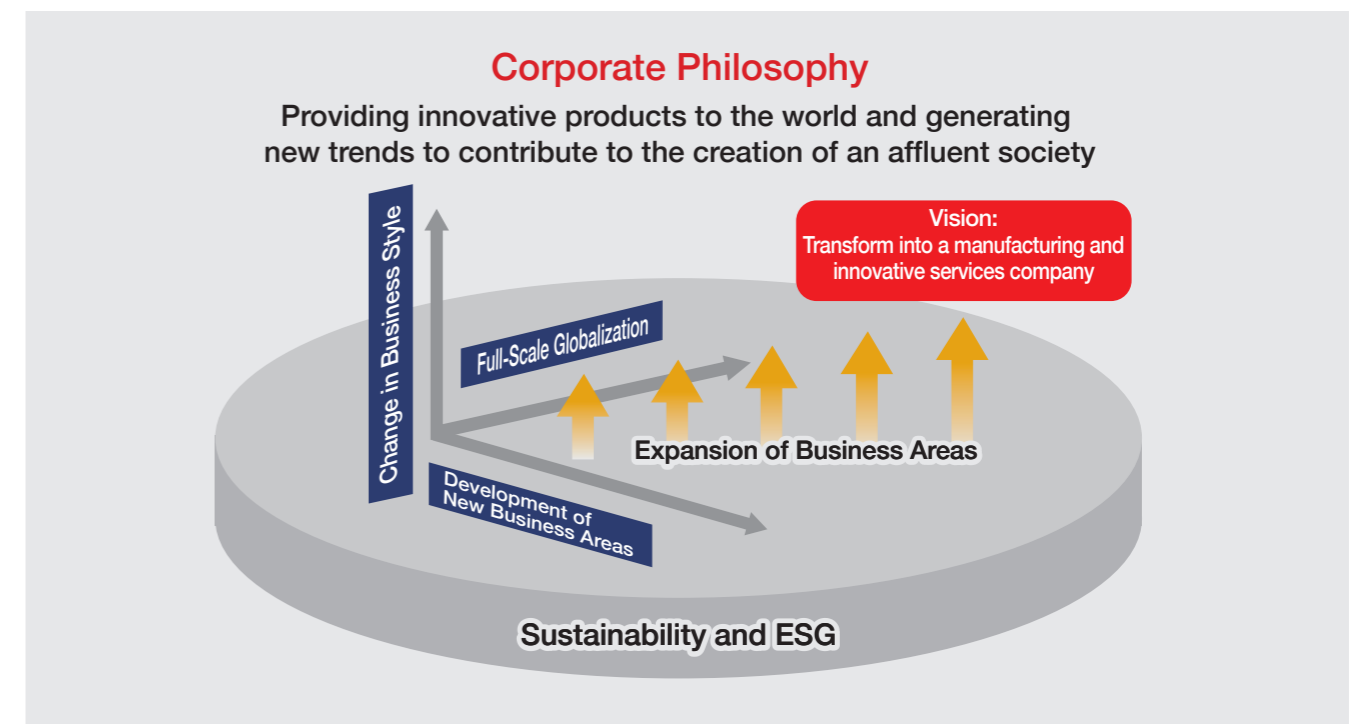 Corporate Philosophy
Providing innovative products to the world and generating
new trends to contribute to the creation of an affluent society
Vision:
Transform into a manufacturing and
innovative services company
Change in Business Style
Full-Scale Globalization
Expansion of Business Areas
Development of
New Business Areas
Sustainability and ESG